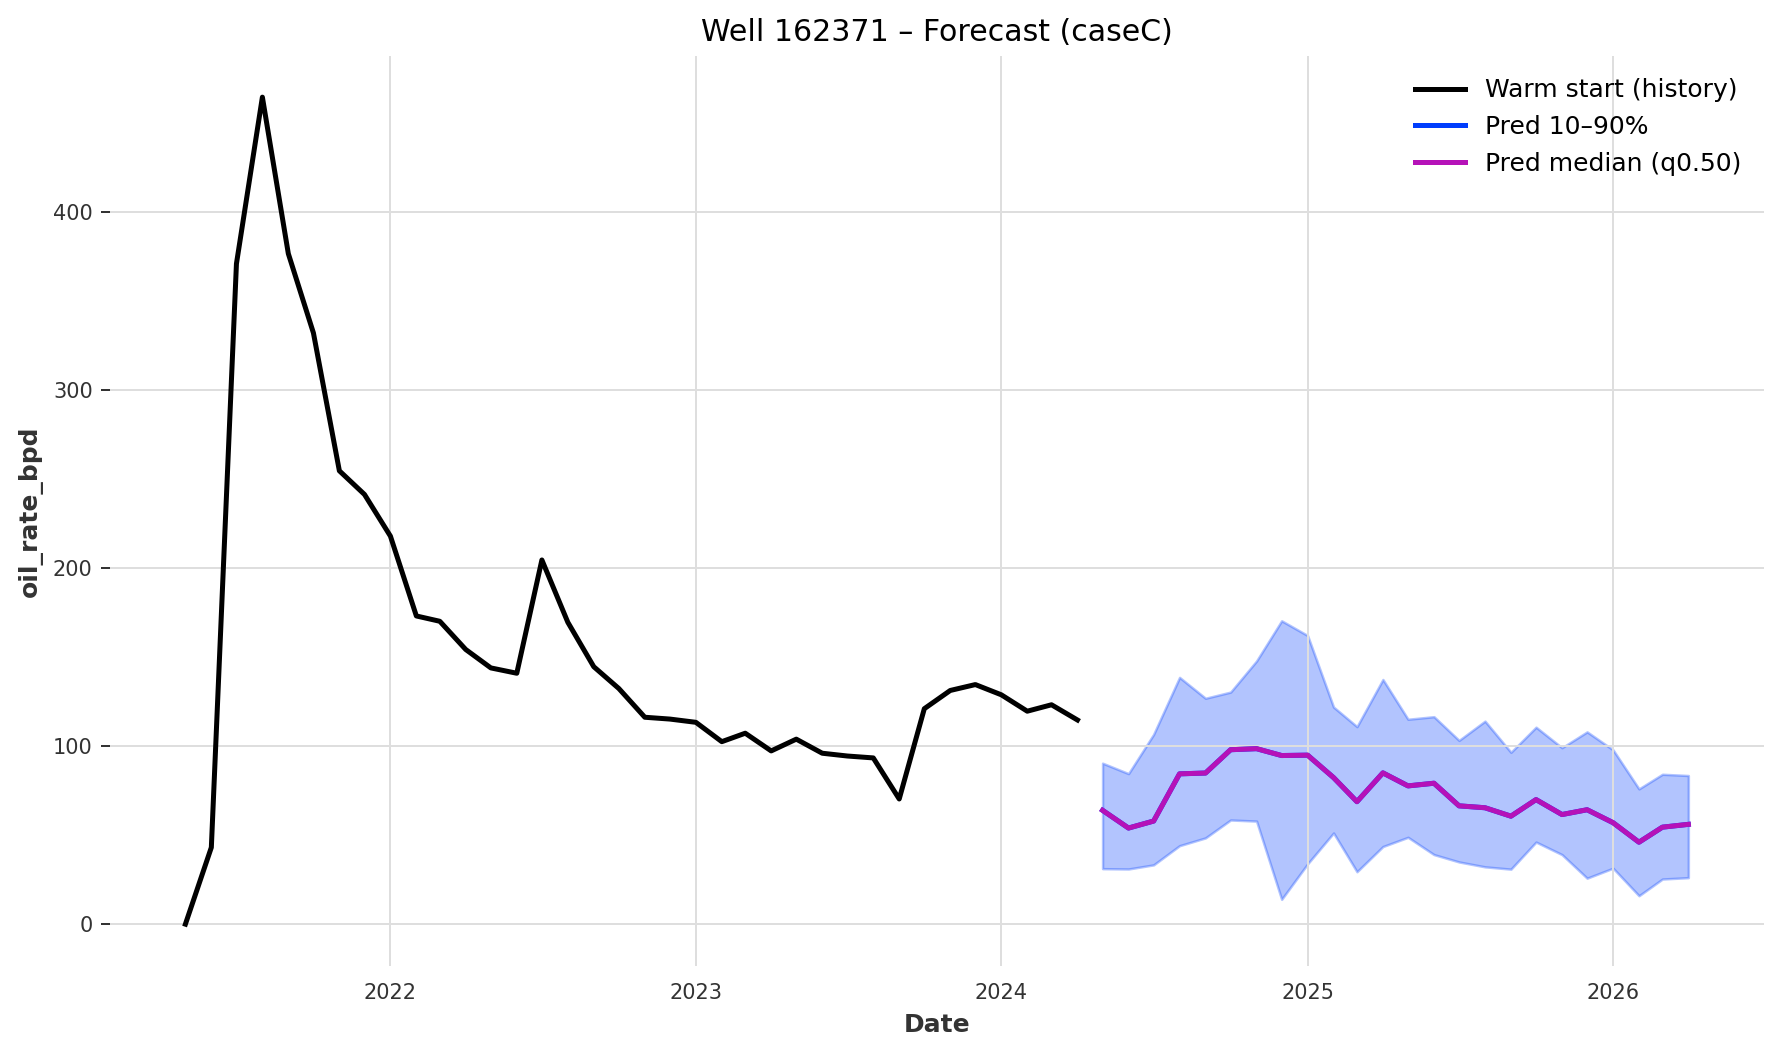 Well 162371 – Forecast (caseC)
Warm start (history)
Pred 10–90%
Pred median (q0.50)
oil_rate_bpd
400
300
200
100
0
2022
2023
2024
2025
2026
Date